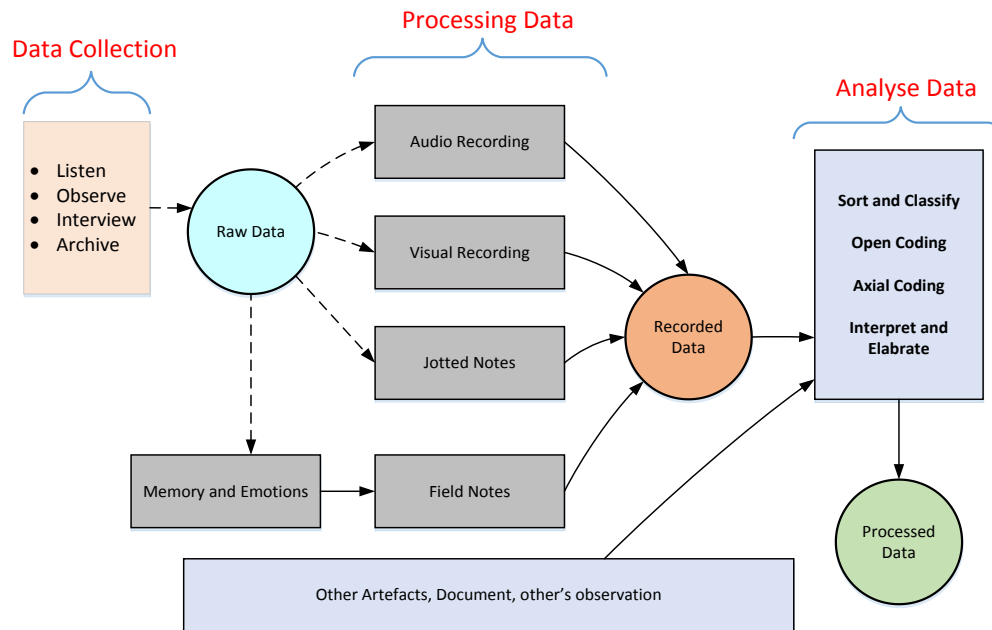 Processing Data
Data Collection
Analyse Data
Listen
Observe
Interview
Archive
Raw Data
Audio Recording
Visual Recording
Jotted Notes
Memory and Emotions
Field Notes
Recorded
Data
Sort and Classify
Open Coding
Axial Coding
Interpret and
Elabrate
Processed
Data
Other Artefacts, Document, other's observation